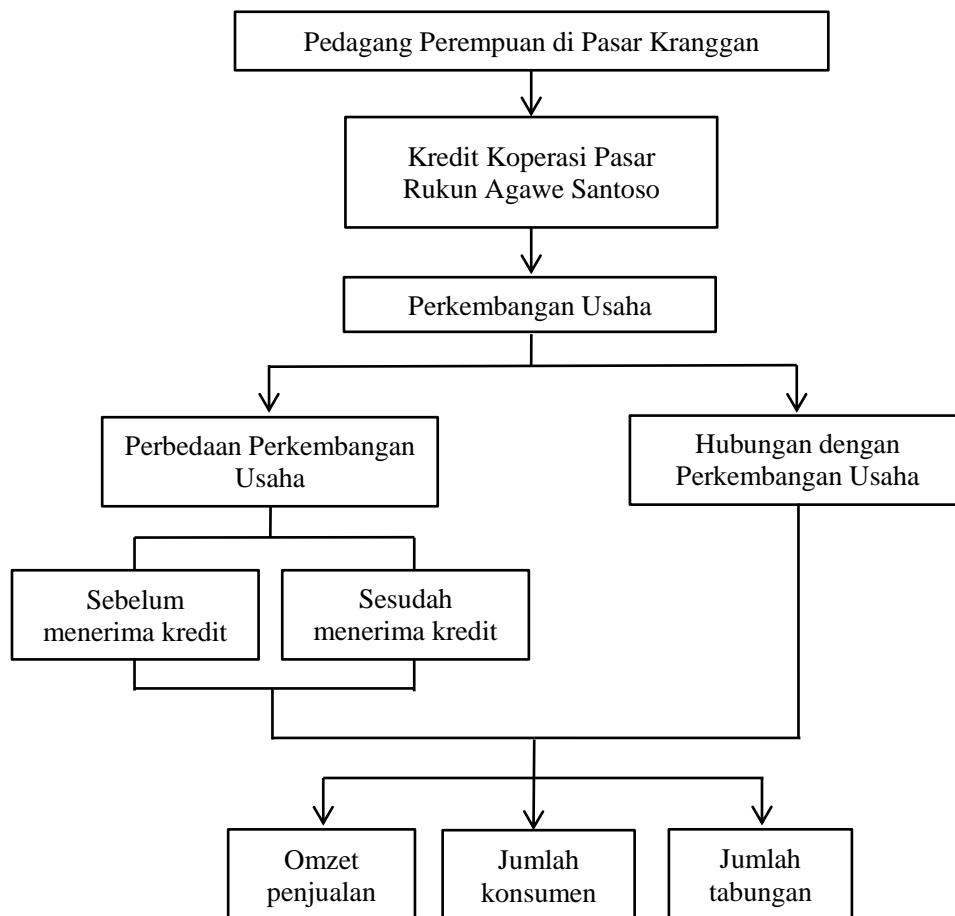 Pedagang Perempuan di Pasar Kranggan
Kredit Koperasi Pasar
Rukun Agawe Santoso
Perkembangan Usaha
Perbedaan Perkembangan
Usaha
Hubungan dengan
Perkembangan Usaha
Sebelum
menerima kredit
Sesudah
menerima kredit
Omzet
penjualan
Jumlah
konsumen
Jumlah
tabungan